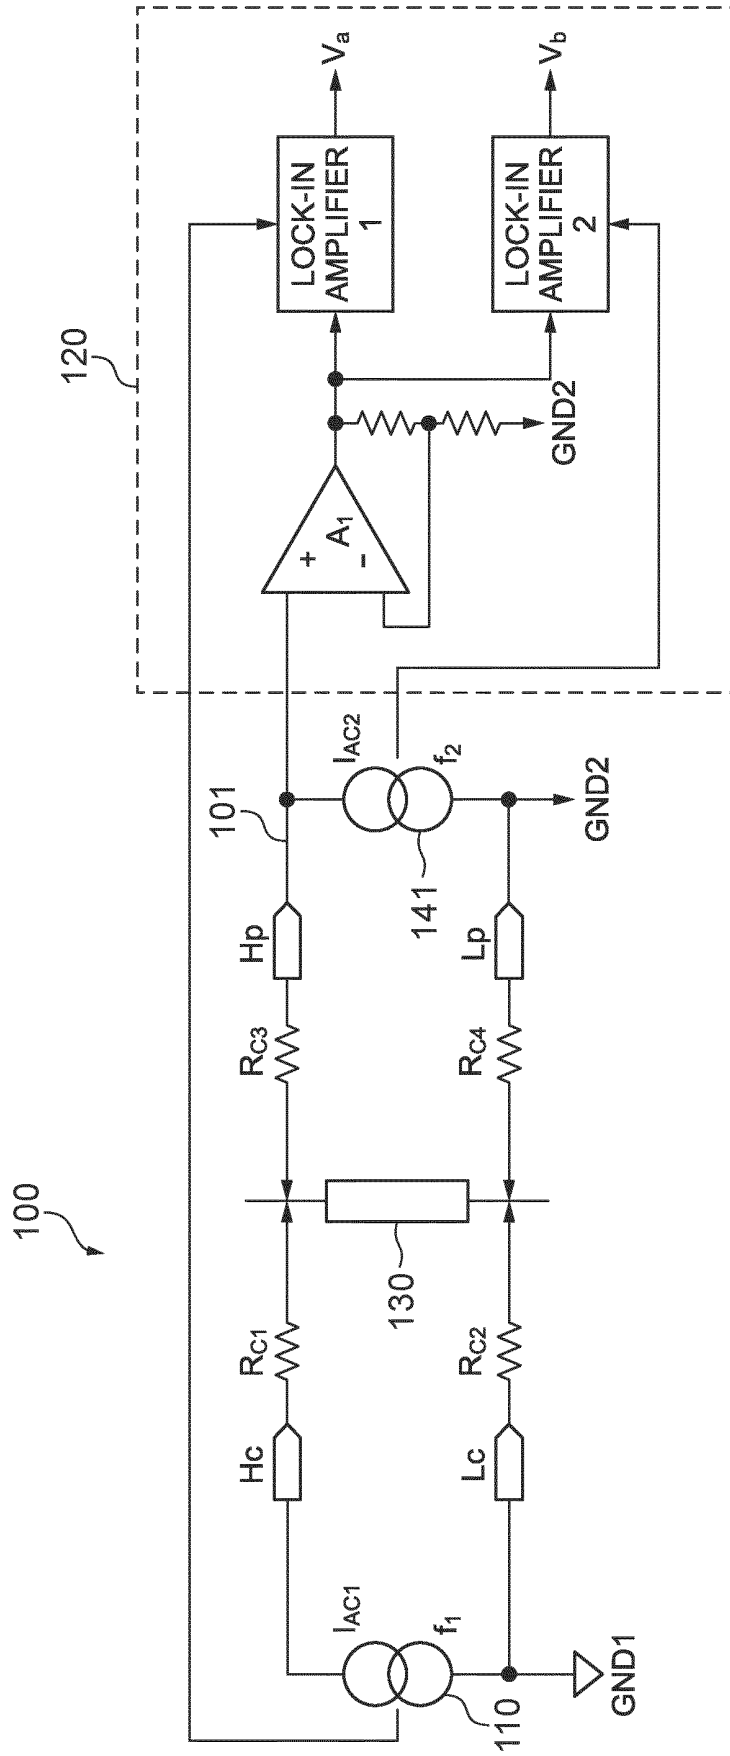 100
120
LOCK-IN
AMPLIFIER
1
Va
LOCK-IN
AMPLIFIER
2
Vb
A1
+
-
GND2
101
IAC2
f2
141
GND2
Hp
Lp
RC3
RC4
130
RC1
RC2
Hc
Lc
IAC1
f1
110
GND1